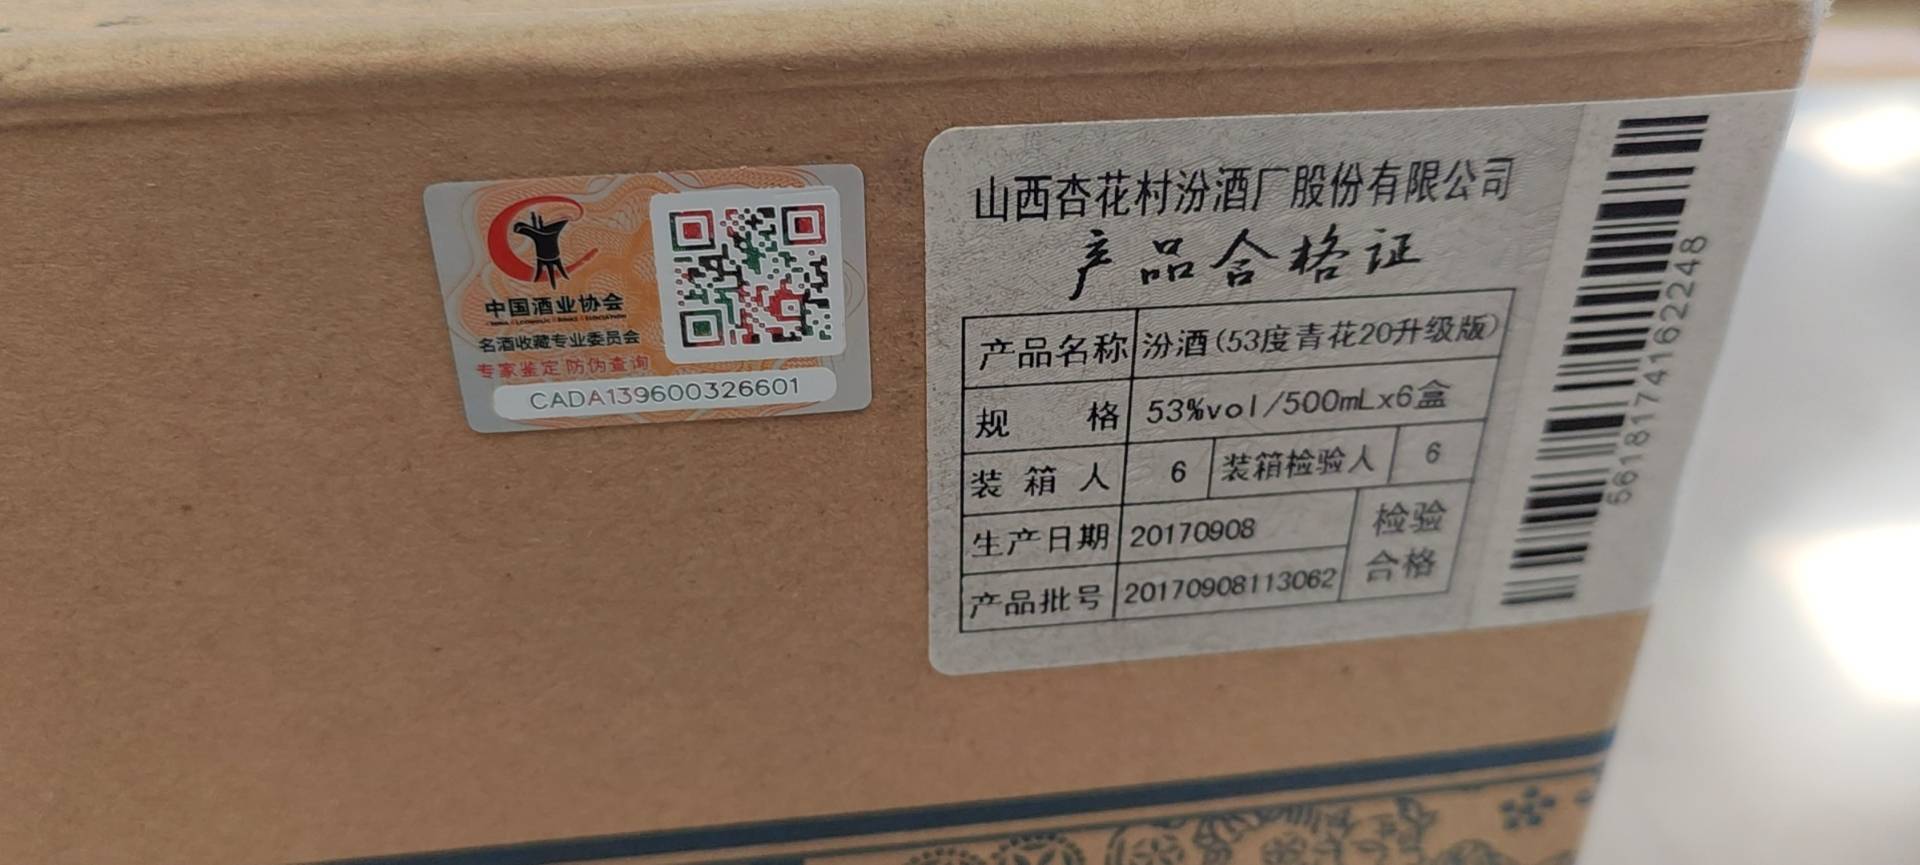 中国酒业协会
名酒收藏专业委员会
专家鉴定 防伪查询
CADA139600326601
山西杏花村汾酒厂股份有限公司
产品合格证
产品名称 汾酒(53度青花20升级版)
规格 53%vol/500mLx6盒
装箱人 6 装箱检验人 6
生产日期 20170908
检验合格
产品批号 20170908113062
5618174162248